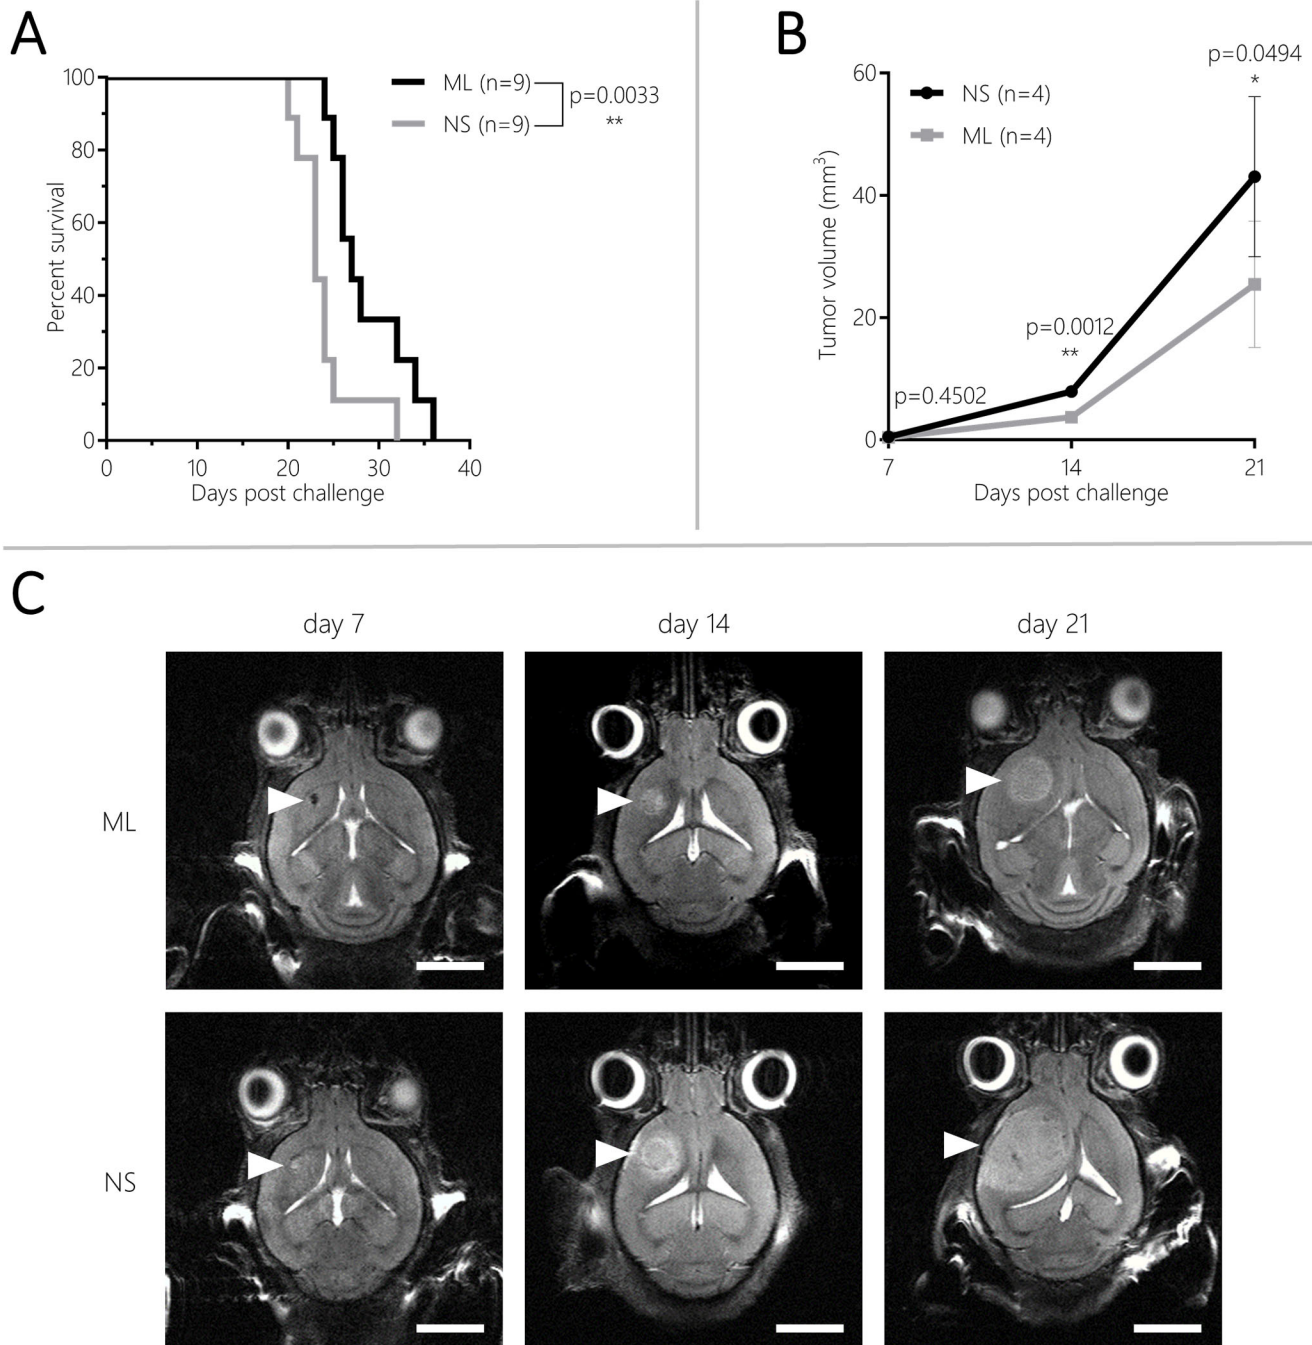 A
100
80
60
40
20
0
Percent survival
0 10 20 30 40
Days post challenge
ML (n=9)
NS (n=9)
p=0.0033
**
B
60
40
20
0
Tumor volume (mm³)
7 14 21
Days post challenge
NS (n=4)
ML (n=4)
p=0.4502
p=0.0012
**
p=0.0494
*
C
day 7 day 14 day 21
ML
NS